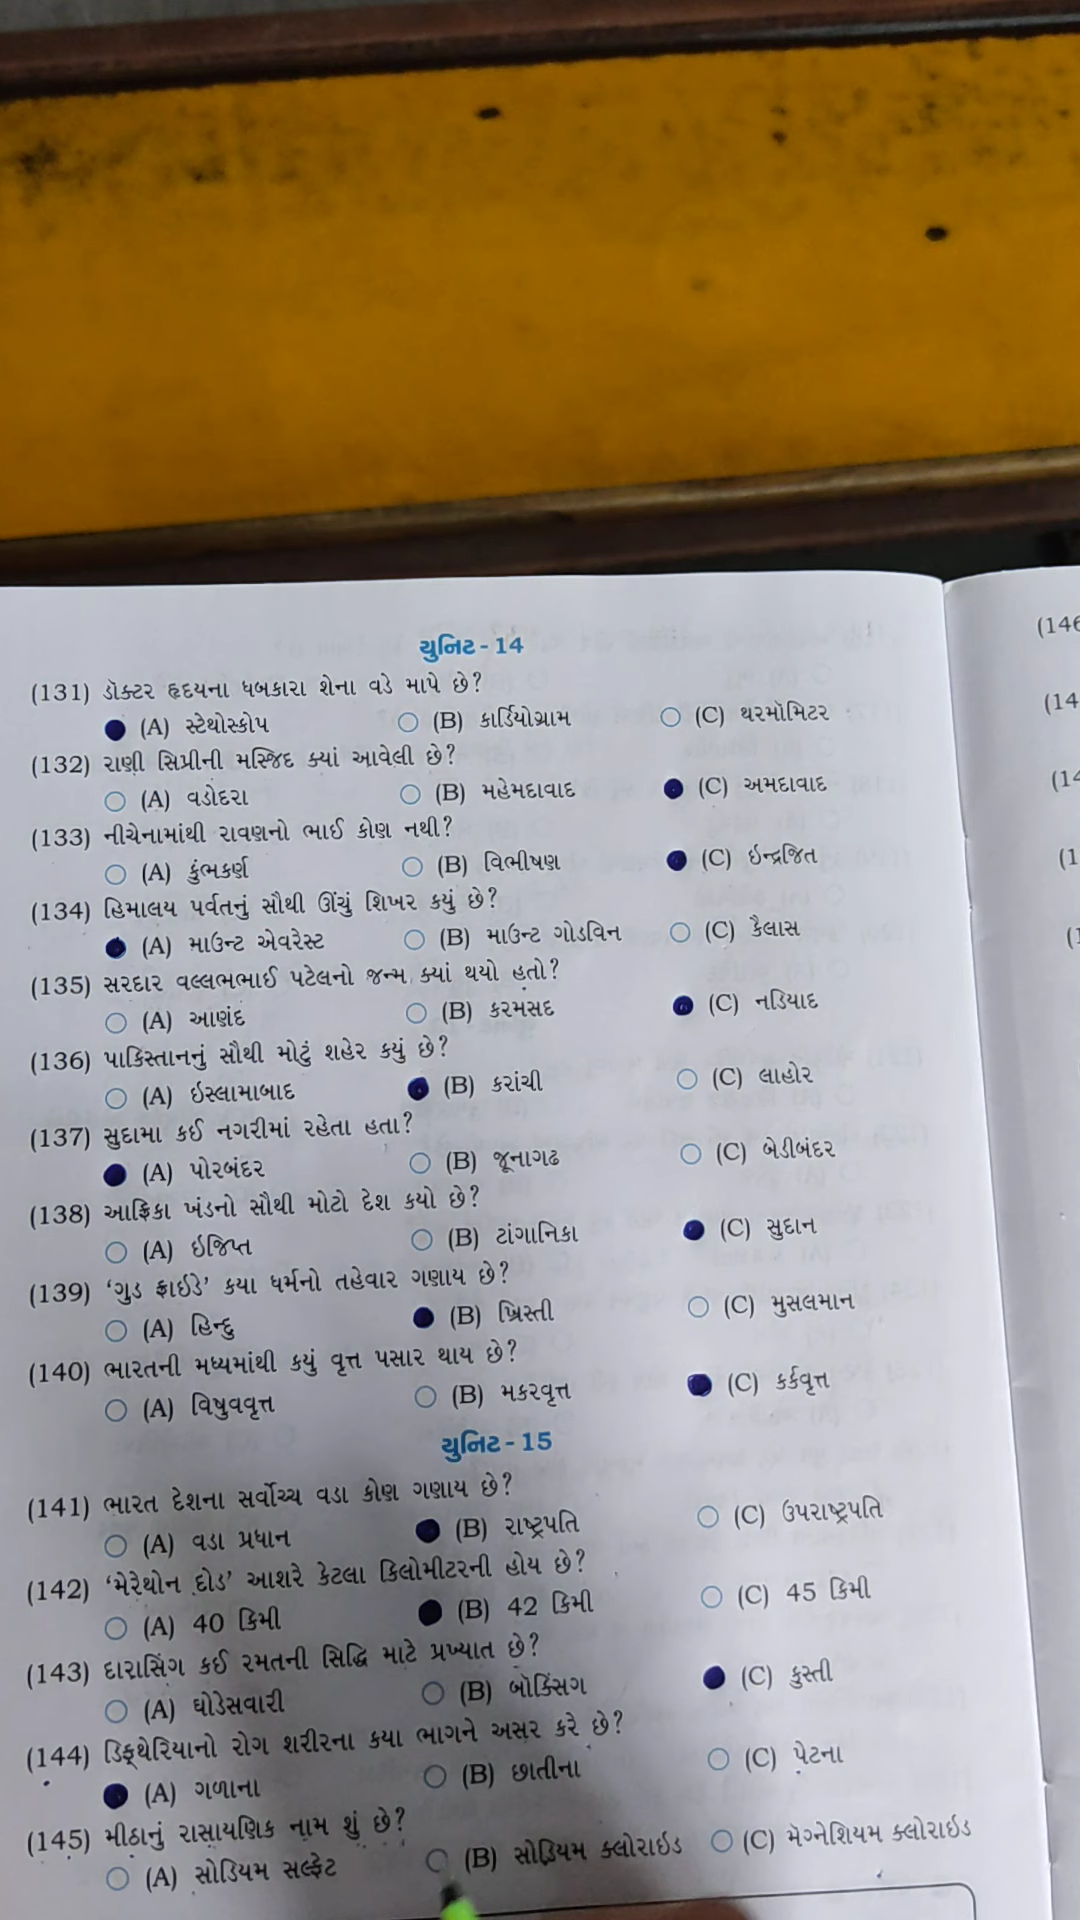 યુનિટ - 14
(131) ડૉક્ટર હૃદયના ધબકારા શેના વડે માપે છે?
(A) સ્ટેથોસ્કોપ (B) કાર્ડિયોગ્રામ (C) થરમૉમિટર
(132) રાણી સિપ્રીની મસ્જિદ ક્યાં આવેલી છે?
(A) વડોદરા (B) મહેમદાવાદ (C) અમદાવાદ
(133) નીચેનામાંથી રાવણનો ભાઈ કોણ નથી?
(A) કુંભકર્ણ (B) વિભીષણ (C) ઇન્દ્રજિત
(134) હિમાલય પર્વતનું સૌથી ઊંચું શિખર કયું છે?
(A) માઉન્ટ એવરેસ્ટ (B) માઉન્ટ ગોડવિન (C) કૈલાસ
(135) સરદાર વલ્લભભાઈ પટેલનો જન્મ ક્યાં થયો હતો?
(A) આણંદ (B) કરમસદ (C) નડિયાદ
(136) પાકિસ્તાનનું સૌથી મોટું શહેર કયું છે?
(A) ઇસ્લામાબાદ (B) કરાંચી (C) લાહોર
(137) સુદામા કઈ નગરીમાં રહેતા હતા?
(A) પોરબંદર (B) જૂનાગઢ (C) બેડીબંદર
(138) આફ્રિકા ખંડનો સૌથી મોટો દેશ કયો છે?
(A) ઇજિપ્ત (B) ટાંગાનિકા (C) સુદાન
(139) ‘ગુડ ફ્રાઈડે’ કયા ધર્મનો તહેવાર ગણાય છે?
(A) હિન્દુ (B) ખ્રિસ્તી (C) મુસલમાન
(140) ભારતની મધ્યમાંથી કયું વૃત્ત પસાર થાય છે?
(A) વિષુવવૃત્ત (B) મકરવૃત્ત (C) કર્કવૃત્ત
યુનિટ - 15
(141) ભારત દેશના સર્વોચ્ચ વડા કોણ ગણાય છે?
(A) વડા પ્રધાન (B) રાષ્ટ્રપતિ (C) ઉપરાષ્ટ્રપતિ
(142) ‘મેરેથોન દોડ’ આશરે કેટલા કિલોમીટરની હોય છે?
(A) 40 કિમી (B) 42 કિમી (C) 45 કિમી
(143) દારાસિંગ કઈ રમતની સિદ્ધિ માટે પ્રખ્યાત છે?
(A) ઘોડેસવારી (B) બૉક્સિંગ (C) કુસ્તી
(144) ડિફ્થેરિયાનો રોગ શરીરના કયા ભાગને અસર કરે છે?
(A) ગળાના (B) છાતીના (C) પેટના
(145) મીઠાનું રાસાયણિક નામ શું છે?
(A) સોડિયમ સલ્ફેટ (B) સોડિયમ ક્લોરાઇડ (C) મૅગ્નેશિયમ ક્લોરાઇડ